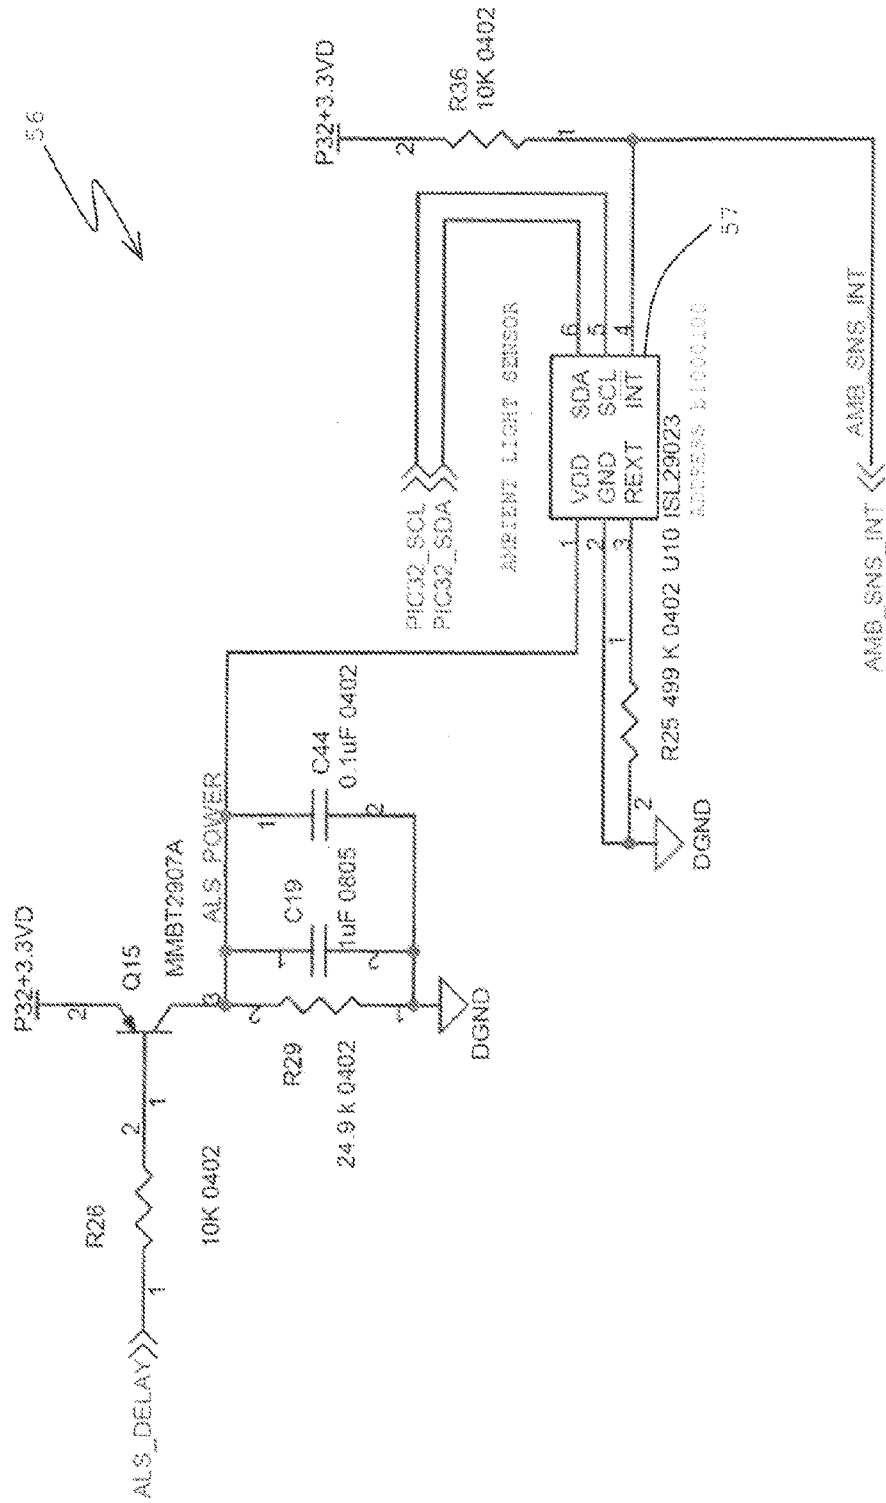 56
P32+3.3VD
2
Q15
MMBT2907A
R26
2
1
1
10K 0402
ALS_DELAY
3
ALS POWER
2
R29
24.9 k 0402
1
DGND
1
C19
1uF 0805
2
1
C44
0.1uF 0402
2
PIC32_SCL
PIC32_SDA
AMBIENT LIGHT SENSOR
1
2
3
VDD
GND
REXT
SDA
SCL
INT
6
5
4
U10 ISL29023
ADDRESS b1000100
57
1
R25 499 K 0402
2
DGND
P32+3.3VD
2
R36
10K 0402
1
AMB_SNS_INT
AMB_SNS_INT